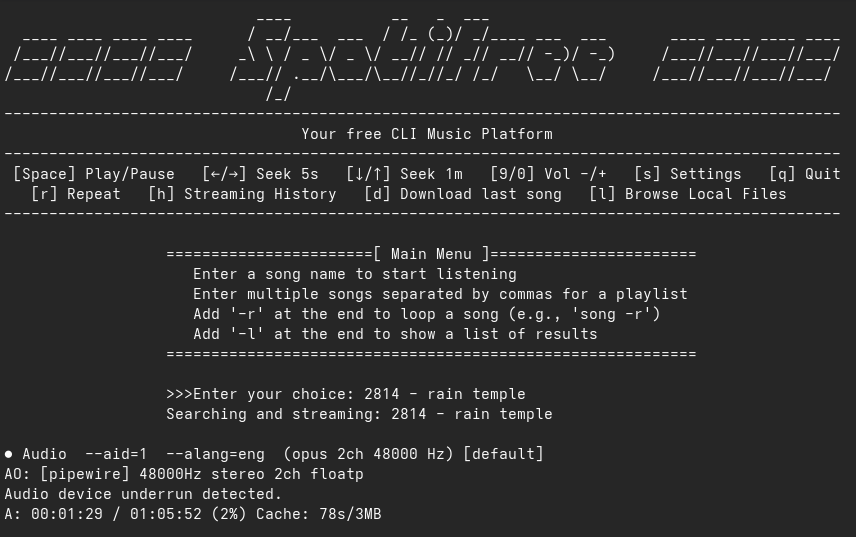 Spotifree
Your free CLI Music Platform
[Space] Play/Pause [←/→] Seek 5s [↓/↑] Seek 1m [9/0] Vol -/+ [s] Settings [q] Quit
[r] Repeat [h] Streaming History [d] Download last song [l] Browse Local Files
=======================[ Main Menu ]=======================
Enter a song name to start listening
Enter multiple songs separated by commas for a playlist
Add '-r' at the end to loop a song (e.g., 'song -r')
Add '-l' at the end to show a list of results
===========================================================
>>>Enter your choice: 2814 - rain temple
Searching and streaming: 2814 - rain temple
● Audio --aid=1 --alang=eng (opus 2ch 48000 Hz) [default]
AO: [pipewire] 48000Hz stereo 2ch floatp
Audio device underrun detected.
A: 00:01:29 / 01:05:52 (2%) Cache: 78s/3MB